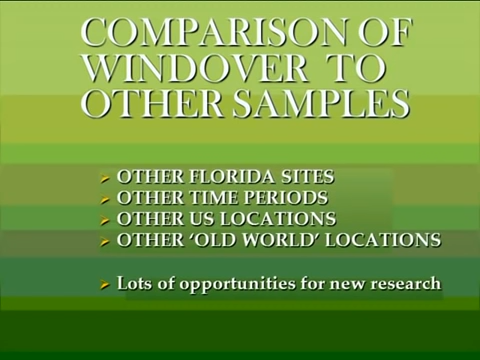 COMPARISON OF
WINDOVER TO
OTHER SAMPLES
OTHER FLORIDA SITES
OTHER TIME PERIODS
OTHER US LOCATIONS
OTHER ‘OLD WORLD’ LOCATIONS
Lots of opportunities for new research